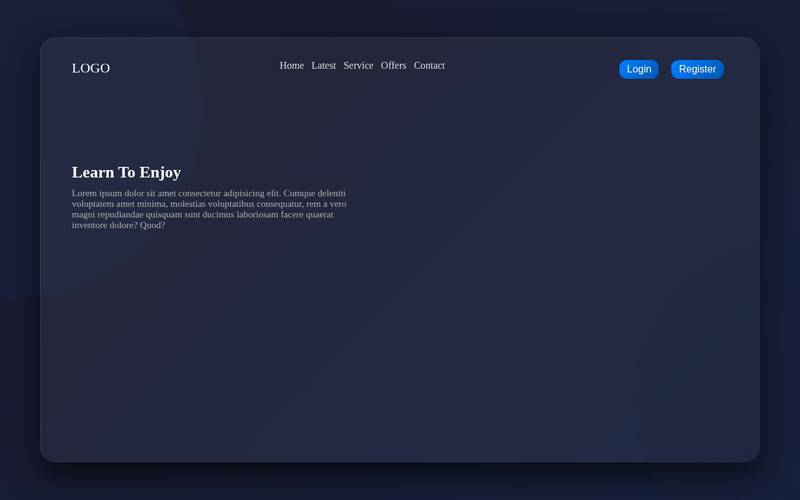 LOGO
Home Latest Service Offers Contact
Login Register
Learn To Enjoy
Lorem ipsum dolor sit amet consectetur adipisicing elit. Cumque deleniti
voluptatem amet minima, molestias voluptatibus consequatur, rem a vero
magni repudiandae quisquam sunt ducimus laboriosam facere quaerat
inventore dolore? Quod?